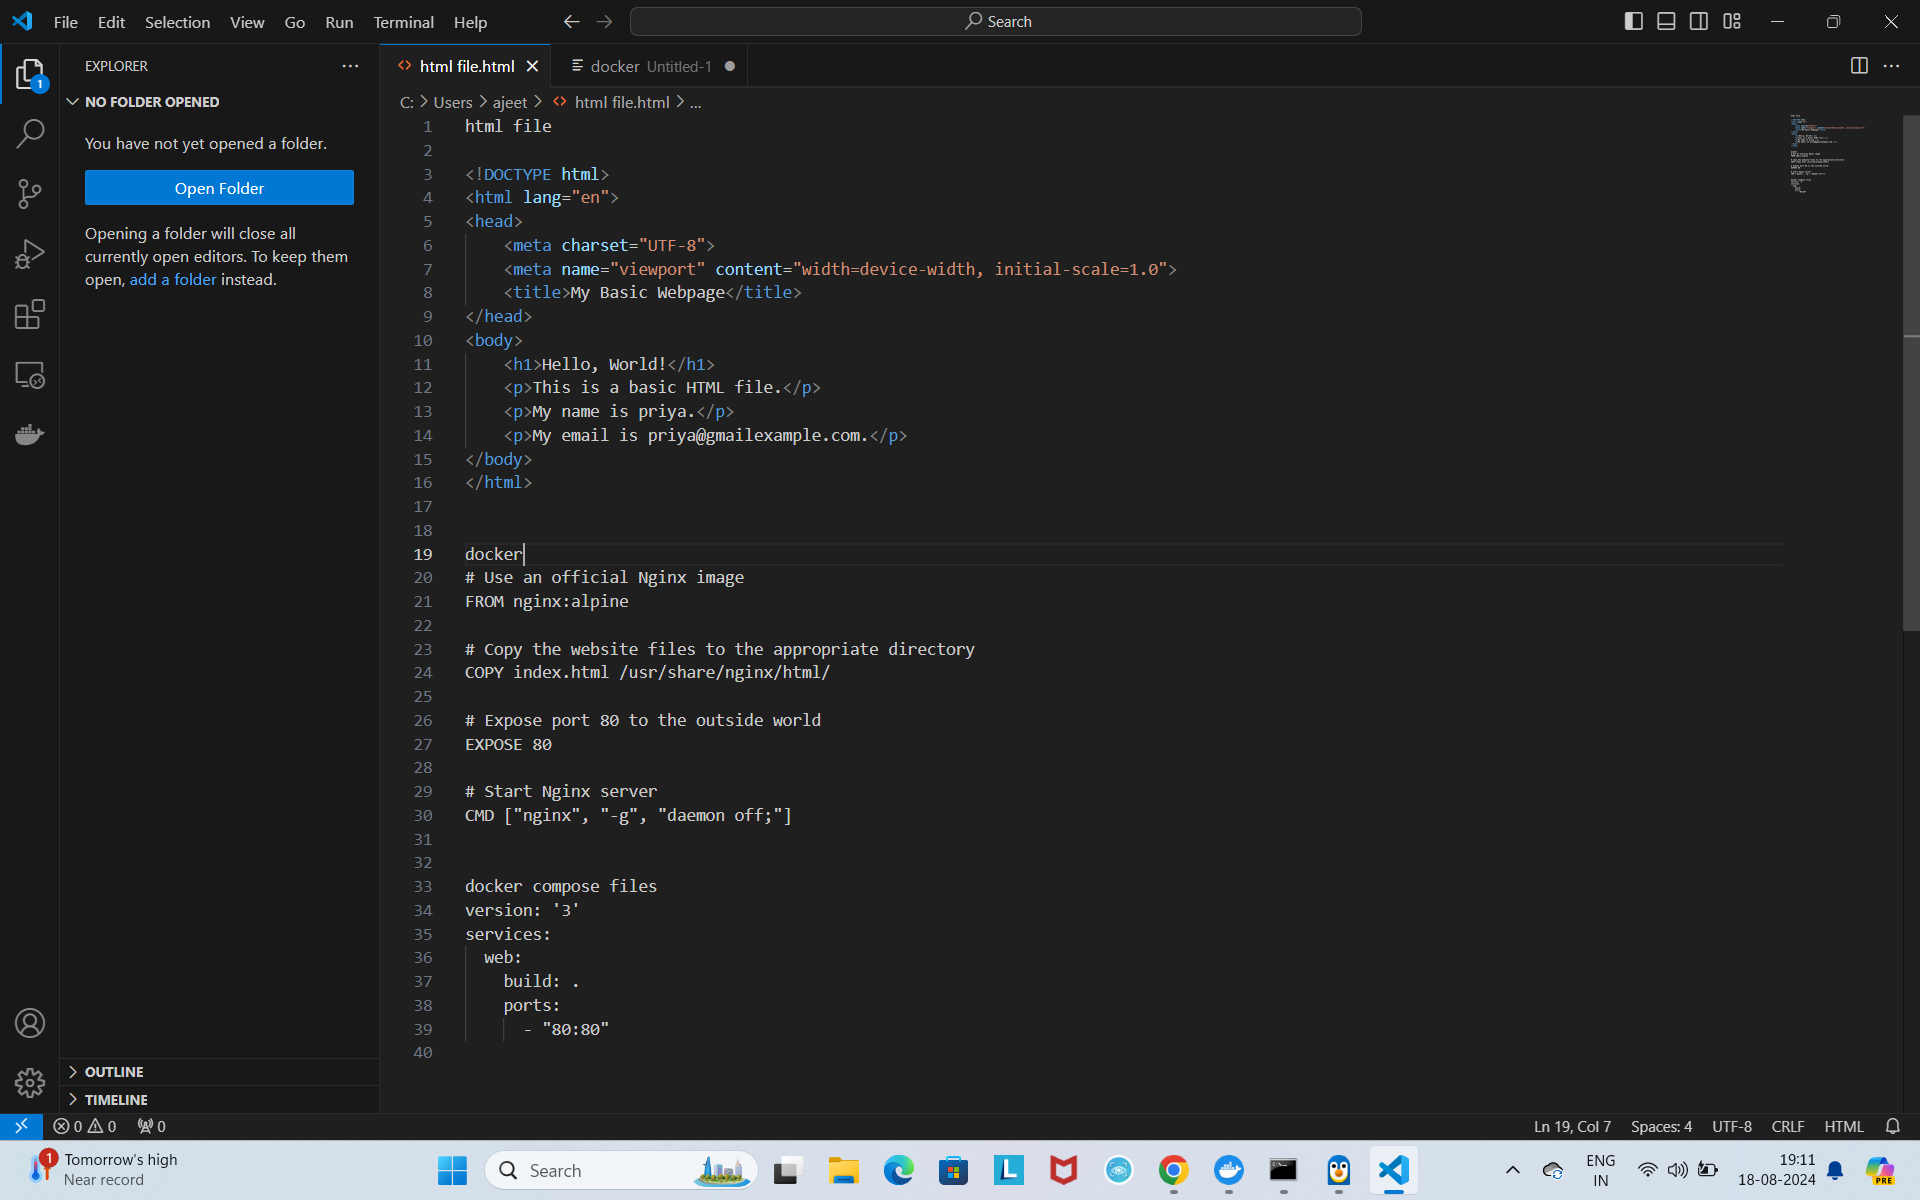 File Edit Selection View Go Run Terminal Help
Search
EXPLORER
1
NO FOLDER OPENED
You have not yet opened a folder.
Open Folder
Opening a folder will close all
currently open editors. To keep them
open, add a folder instead.
OUTLINE
TIMELINE
html file.html
docker Untitled-1
C: > Users > ajeet > html file.html > ...
1 html file
2
3 <!DOCTYPE html>
4 <html lang="en">
5 <head>
6 <meta charset="UTF-8">
7 <meta name="viewport" content="width=device-width, initial-scale=1.0">
8 <title>My Basic Webpage</title>
9 </head>
10 <body>
11 <h1>Hello, World!</h1>
12 <p>This is a basic HTML file.</p>
13 <p>My name is priya.</p>
14 <p>My email is priya@gmailexample.com.</p>
15 </body>
16 </html>
17
18
19 docker
20 # Use an official Nginx image
21 FROM nginx:alpine
22
23 # Copy the website files to the appropriate directory
24 COPY index.html /usr/share/nginx/html/
25
26 # Expose port 80 to the outside world
27 EXPOSE 80
28
29 # Start Nginx server
30 CMD ["nginx", "-g", "daemon off;"]
31
32
33 docker compose files
34 version: '3'
35 services:
36 web:
37 build: .
38 ports:
39 - "80:80"
40
0 0 0
Ln 19, Col 7 Spaces: 4 UTF-8 CRLF HTML
1
Tomorrow's high
Near record
Search
L
ENG
IN
19:11
18-08-2024
PRE